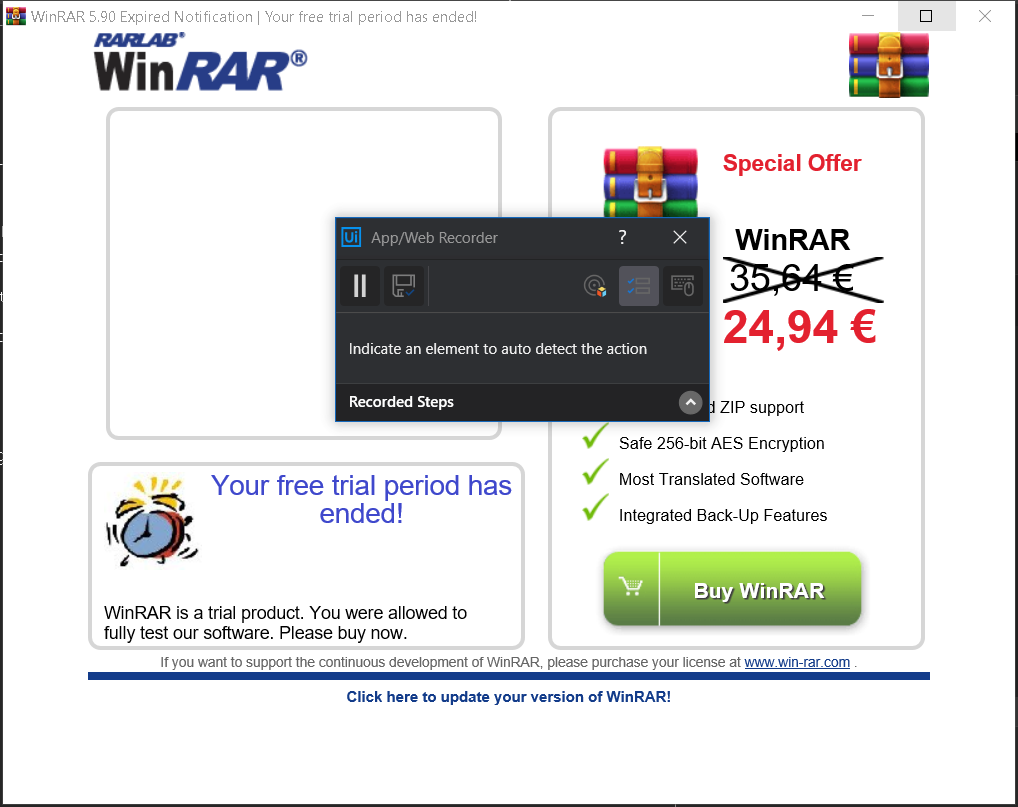 WinRAR 5.90 Expired Notification | Your free trial period has ended!
RARLAB®
WinRAR®
Special Offer
WinRAR
35,64 €
24,94 €
Ui App/Web Recorder ?
Indicate an element to auto detect the action
Recorded Steps
ZIP support
Safe 256-bit AES Encryption
Most Translated Software
Integrated Back-Up Features
Buy WinRAR
Your free trial period has
ended!
WinRAR is a trial product. You were allowed to
fully test our software. Please buy now.
If you want to support the continuous development of WinRAR, please purchase your license at www.win-rar.com .
Click here to update your version of WinRAR!